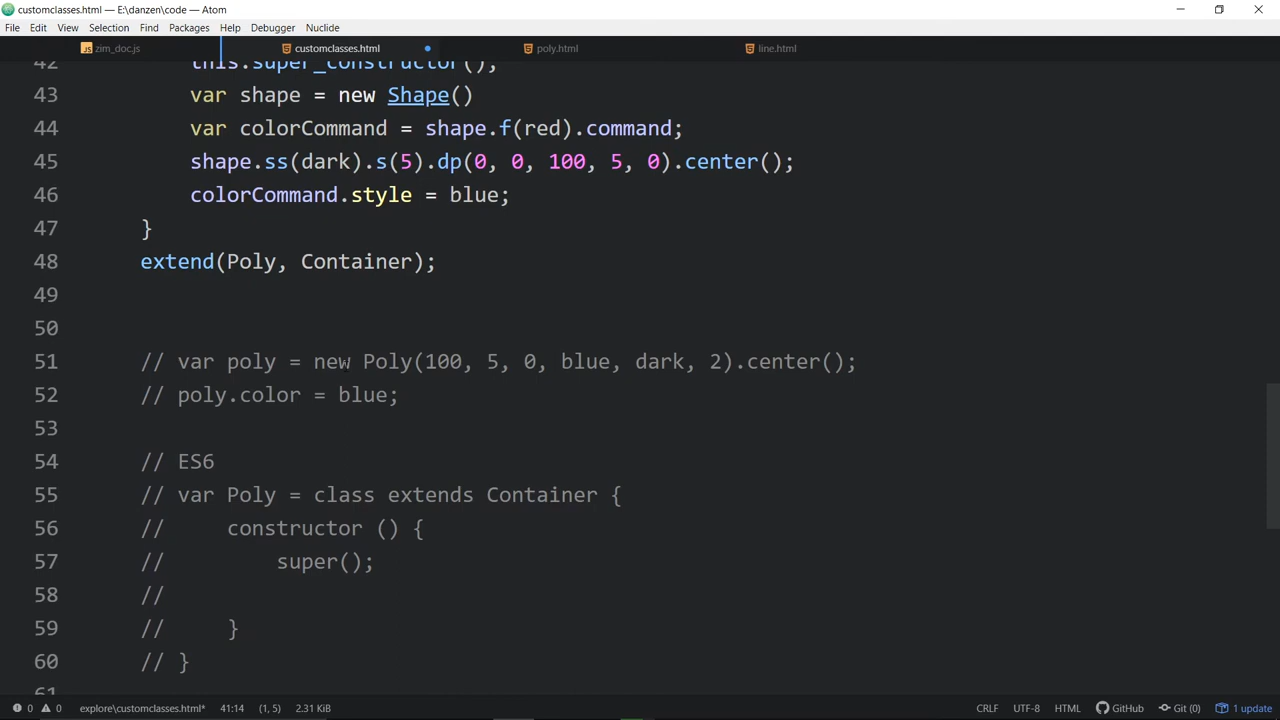 customclasses.html — E:\danzen\code — Atom
File Edit View Selection Find Packages Help Debugger Nuclide
zim_doc.js customclasses.html poly.html line.html
42 this.super_constructor();
43 var shape = new Shape()
44 var colorCommand = shape.f(red).command;
45 shape.ss(dark).s(5).dp(0, 0, 100, 5, 0).center();
46 colorCommand.style = blue;
47 }
48 extend(Poly, Container);
49
50
51 // var poly = new Poly(100, 5, 0, blue, dark, 2).center();
52 // poly.color = blue;
53
54 // ES6
55 // var Poly = class extends Container {
56 // constructor () {
57 // super();
58 //
59 // }
60 // }
61
0 0 explore\customclasses.html* 41:14 (1, 5) 2.31 KiB CRLF UTF-8 HTML GitHub Git (0) 1 update